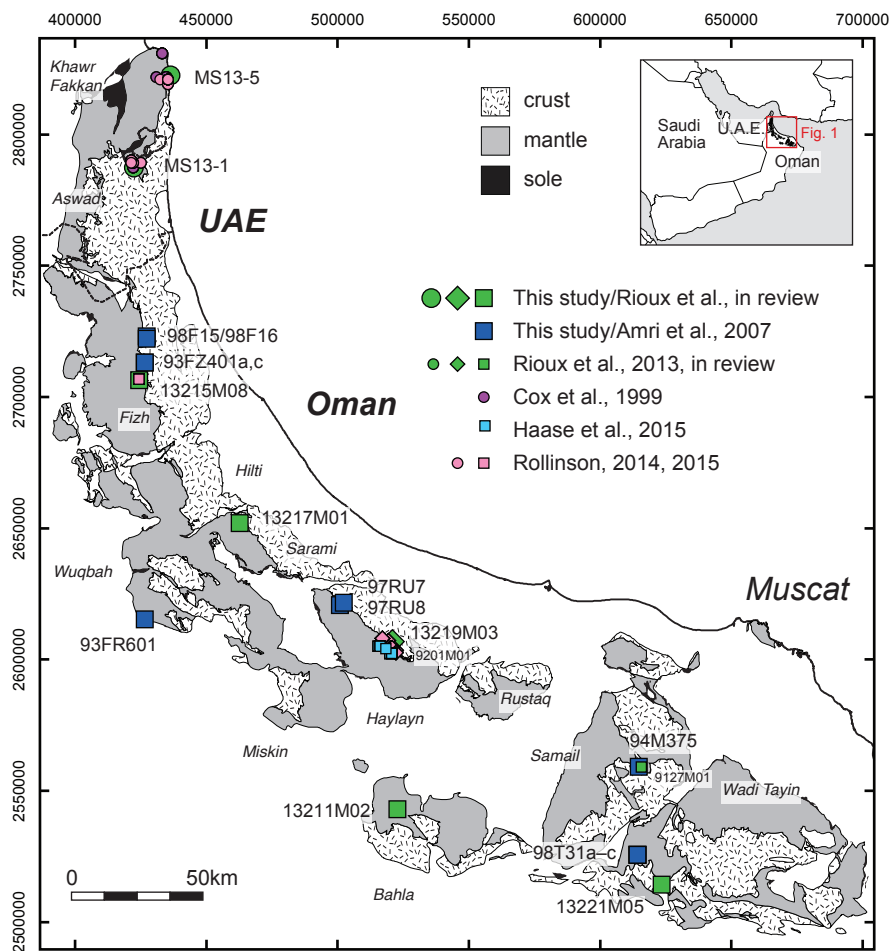 400000 450000 500000 550000 600000 650000 700000
2800000
2750000
2700000
2650000
2600000
2550000
2500000
Khawr
Fakkan
MS13-5
MS13-1
Aswad
UAE
crust
mantle
sole
Saudi
Arabia
U.A.E.
Fig. 1
Oman
This study/Rioux et al., in review
This study/Amri et al., 2007
Rioux et al., 2013, in review
Cox et al., 1999
Haase et al., 2015
Rollinson, 2014, 2015
98F15/98F16
93FZ401a,c
13215M08
Fizh
Oman
Hilti
13217M01
Sarami
Wuqbah
97RU7
97RU8
Muscat
93FR601
13219M03
9201M01
Rustaq
Haylayn
Miskin
Samail
94M375
9127M01
Wadi Tayin
13211M02
98T31a–c
Bahla
13221M05
0 50km